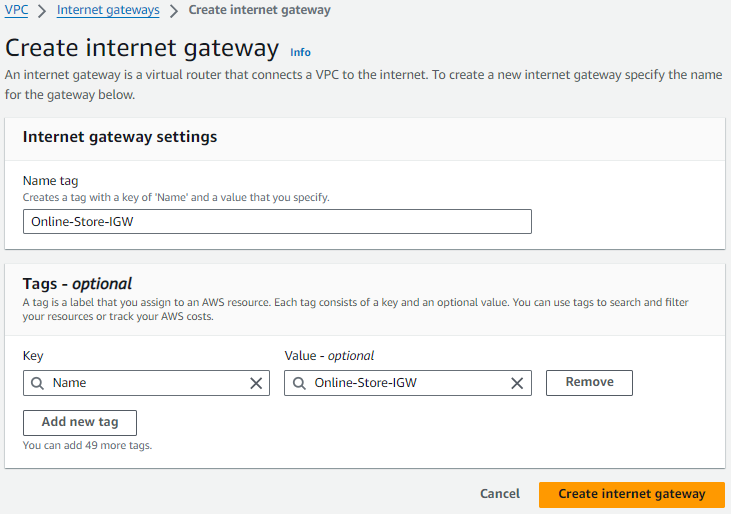 VPC > Internet gateways > Create internet gateway
Create internet gateway Info
An internet gateway is a virtual router that connects a VPC to the internet. To create a new internet gateway specify the name
for the gateway below.
Internet gateway settings
Name tag
Creates a tag with a key of 'Name' and a value that you specify.
Online-Store-IGW
Tags - optional
A tag is a label that you assign to an AWS resource. Each tag consists of a key and an optional value. You can use tags to search and filter
your resources or track your AWS costs.
Key Value - optional
Name Online-Store-IGW Remove
Add new tag
You can add 49 more tags.
Cancel Create internet gateway